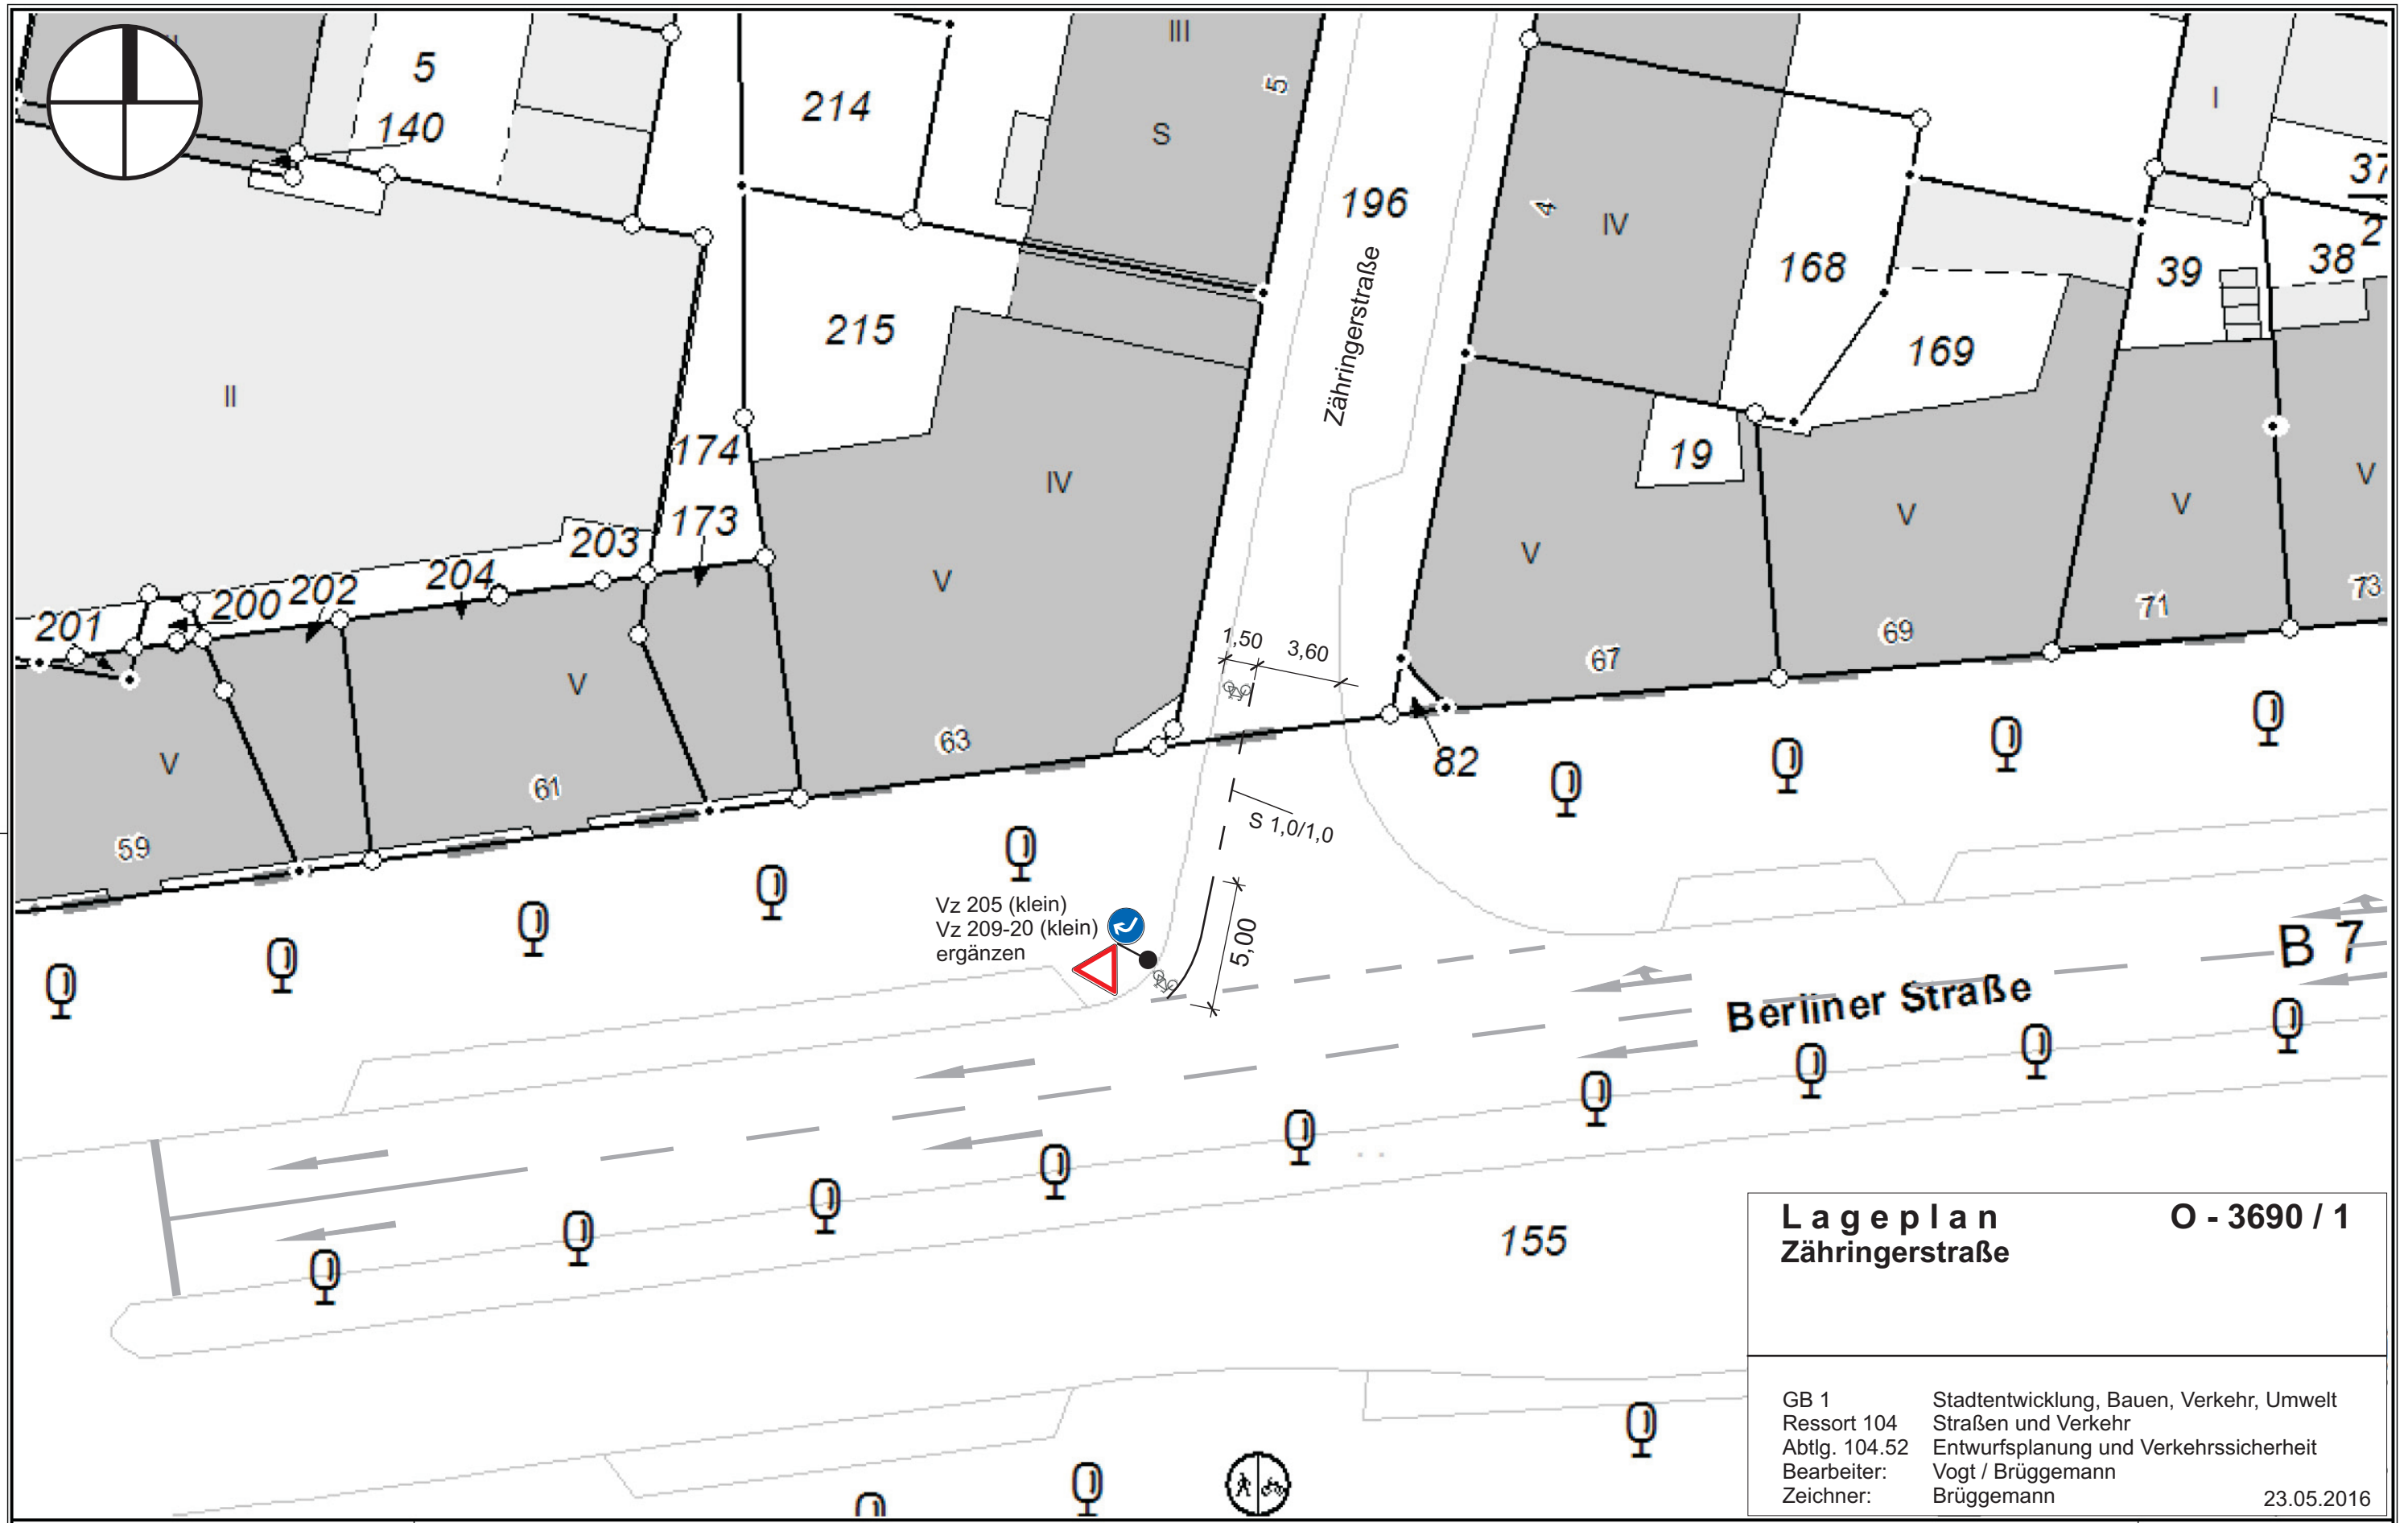 III
5
5
140
214
S
196
Zähringerstraße
4
IV
I
37
2
39
38
168
169
215
II
174
173
203
204
202
200
201
IV
V
19
V
V
V
V
V
V
V
59
61
63
67
69
71
73
82
1,50
3,60
S 1,0/1,0
5,00
Vz 205 (klein)
Vz 209-20 (klein)
ergänzen
B 7
Berliner Straße
155
Lageplan O - 3690 / 1
Zähringerstraße
GB 1 Stadtentwicklung, Bauen, Verkehr, Umwelt
Ressort 104 Straßen und Verkehr
Abtlg. 104.52 Entwurfsplanung und Verkehrssicherheit
Bearbeiter: Vogt / Brüggemann
Zeichner: Brüggemann 23.05.2016